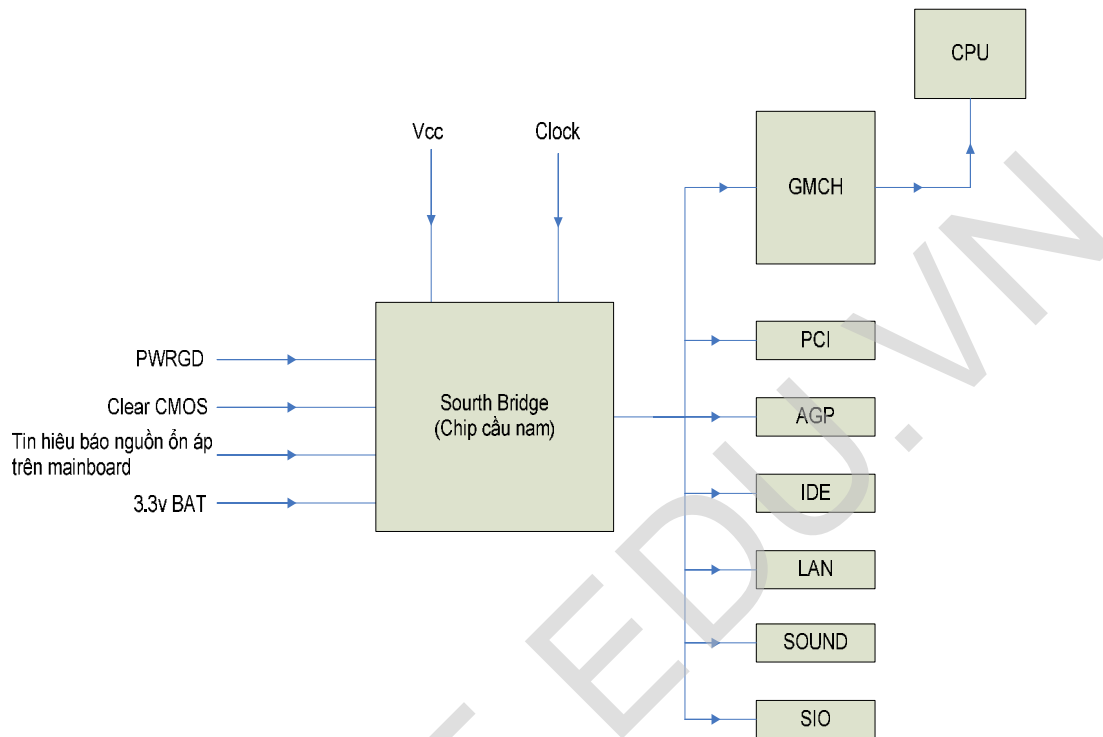 CPU
Vcc
Clock
GMCH
PWRGD
Clear CMOS
Tin hiêu báo nguồn ổn áp
trên mainboard
3.3v BAT
Sourth Bridge
(Chip cầu nam)
PCI
AGP
IDE
LAN
SOUND
SIO
EDU.VN